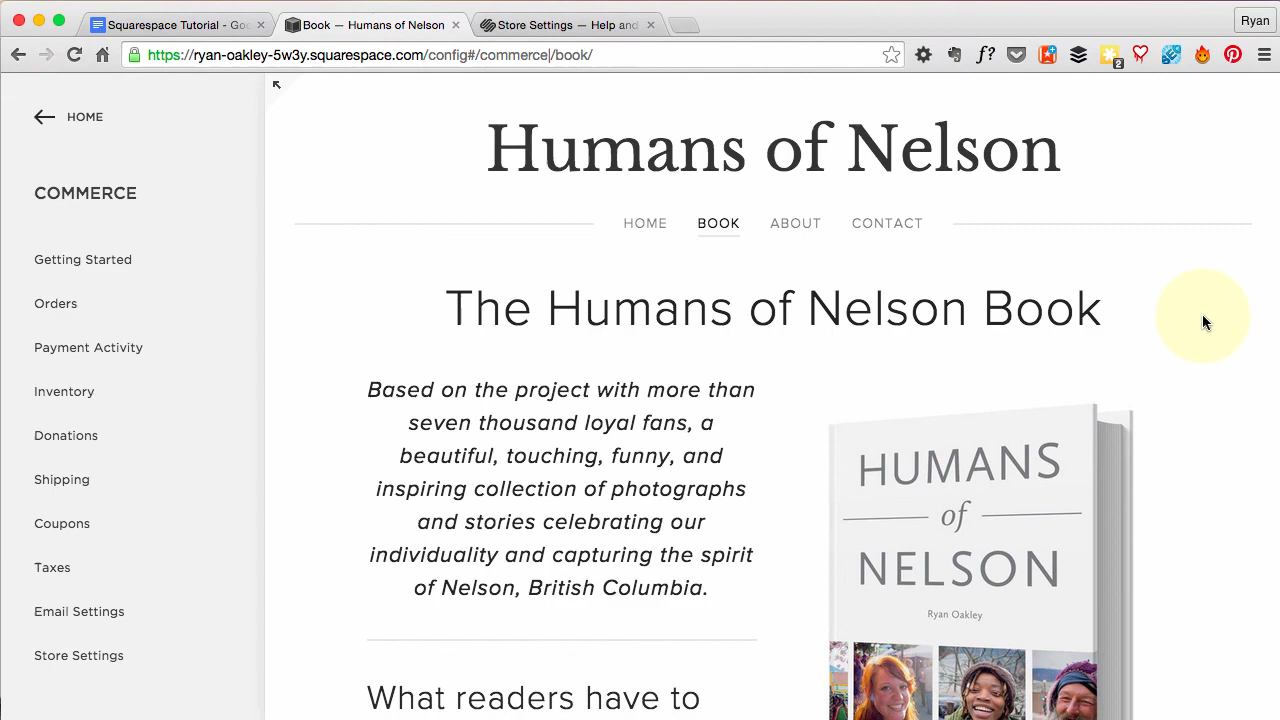 Squarespace Tutorial - Goo
Book — Humans of Nelson
Store Settings — Help and
Ryan
https://ryan-oakley-5w3y.squarespace.com/config#/commerce|/book/
f?
2
HOME
COMMERCE
Getting Started
Orders
Payment Activity
Inventory
Donations
Shipping
Coupons
Taxes
Email Settings
Store Settings
Humans of Nelson
HOME BOOK ABOUT CONTACT
The Humans of Nelson Book
Based on the project with more than
seven thousand loyal fans, a
beautiful, touching, funny, and
inspiring collection of photographs
and stories celebrating our
individuality and capturing the spirit
of Nelson, British Columbia.
What readers have to
HUMANS
of
NELSON
Ryan Oakley